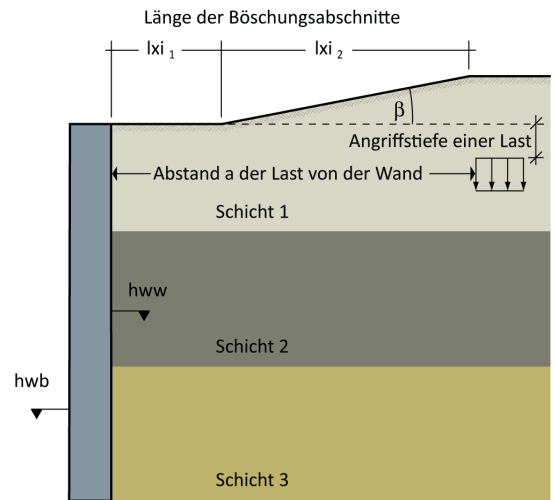 Länge der Böschungsabschnitte
lxi 1
lxi 2
β
Angriffstiefe einer Last
Abstand a der Last von der Wand
Schicht 1
hww
Schicht 2
hwb
Schicht 3